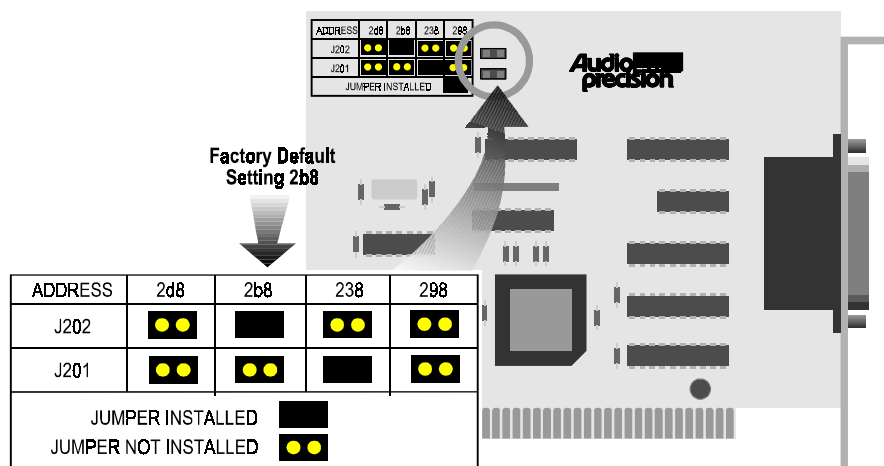 ADDRESS 2d8 2b8 238 298
J202
J201
JUMPER INSTALLED
Audio
precision
Factory Default
Setting 2b8
ADDRESS 2d8 2b8 238 298
J202
J201
JUMPER INSTALLED
JUMPER NOT INSTALLED